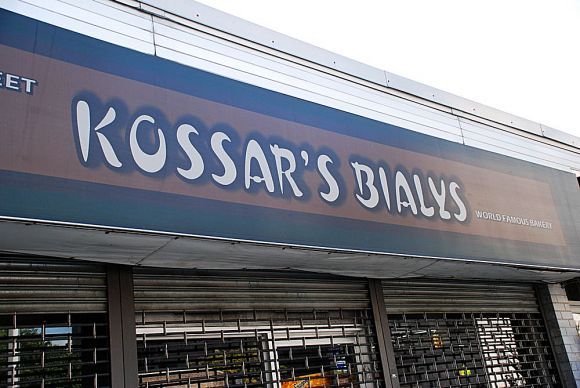 EET
KOSSAR'S BIALYS
WORLD FAMOUS BAKERY